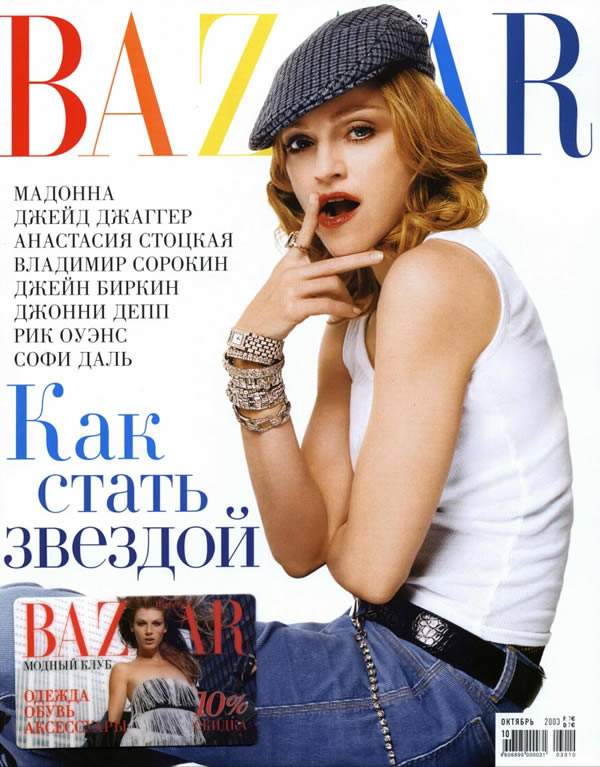 BAZAAR
МАДОННА
ДЖЕЙД ДЖАГГЕР
АНАСТАСИЯ СТОЦКАЯ
ВЛАДИМИР СОРОКИН
ДЖЕЙН БИРКИН
ДЖОННИ ДЕПП
РИК ОУЭНС
СОФИ ДАЛЬ
Как
стать
звездой
BAZAAR
МОДНЫЙ КЛУБ
ОДЕЖДА
ОБУВЬ
АКСЕССУАРЫ
10%
СКИДКА
ОКТЯБРЬ 2003
10